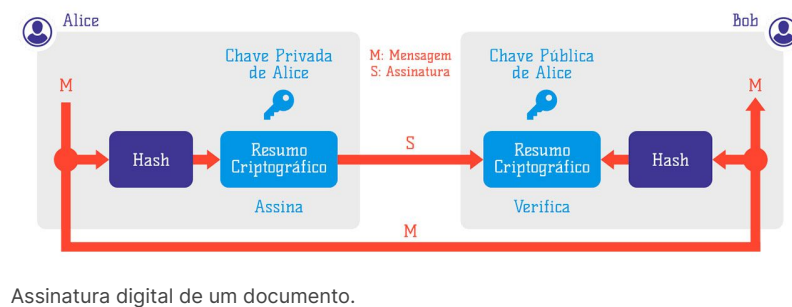 Alice
Bob
Chave Privada
de Alice
M: Mensagem
S: Assinatura
Chave Pública
de Alice
M
M
Hash
Resumo
Criptográfico
S
Resumo
Criptográfico
Hash
Assina
Verifica
M
Assinatura digital de um documento.